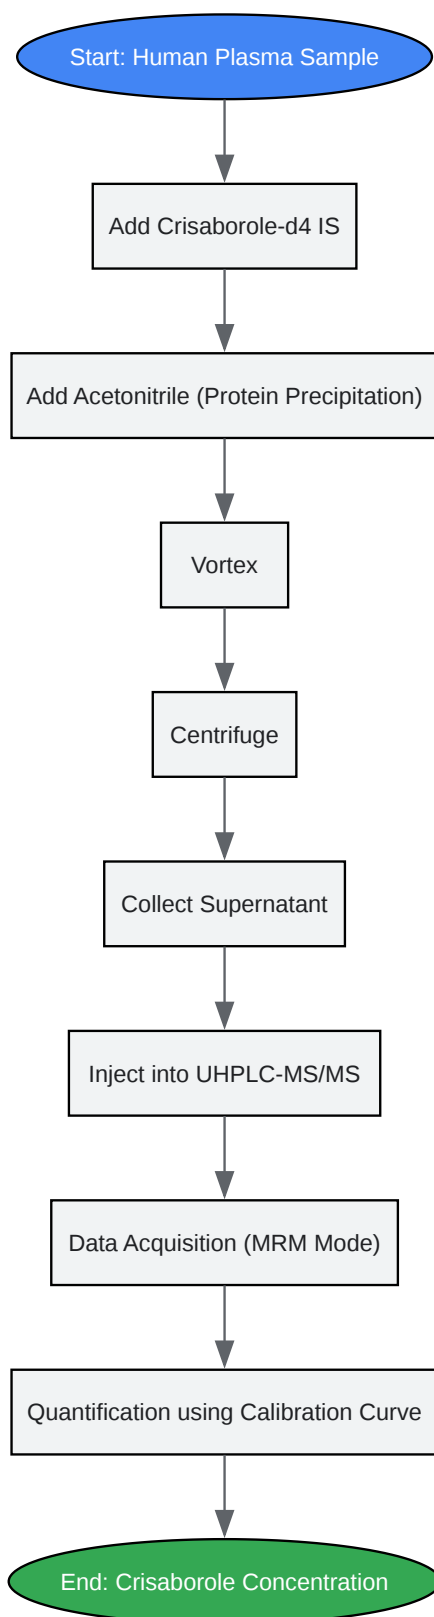 Start: Human Plasma Sample
Add Crisaborole-d4 IS
Add Acetonitrile (Protein Precipitation)
Vortex
Centrifuge
Collect Supernatant
Inject into UHPLC-MS/MS
Data Acquisition (MRM Mode)
Quantification using Calibration Curve
End: Crisaborole Concentration